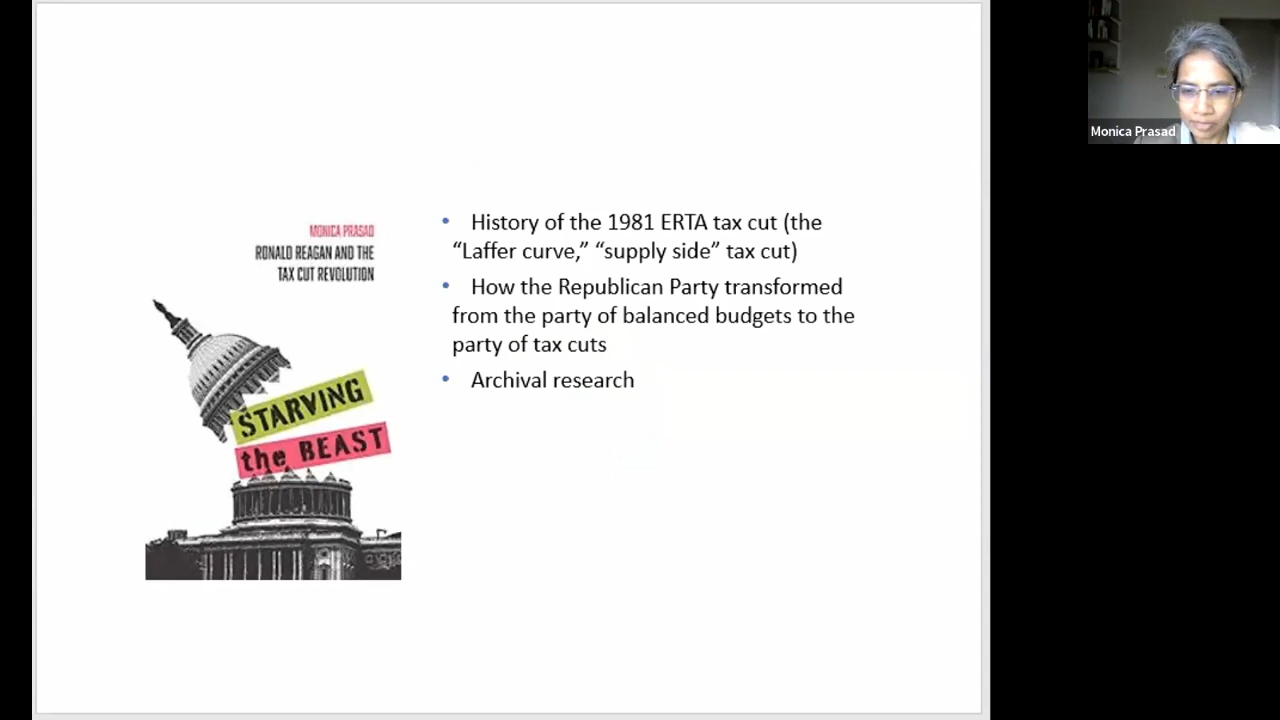 Monica Prasad
MONICA PRASAD
RONALD REAGAN AND THE
TAX CUT REVOLUTION
STARVING
the BEAST
• History of the 1981 ERTA tax cut (the
“Laffer curve,” “supply side” tax cut)
• How the Republican Party transformed
from the party of balanced budgets to the
party of tax cuts
• Archival research